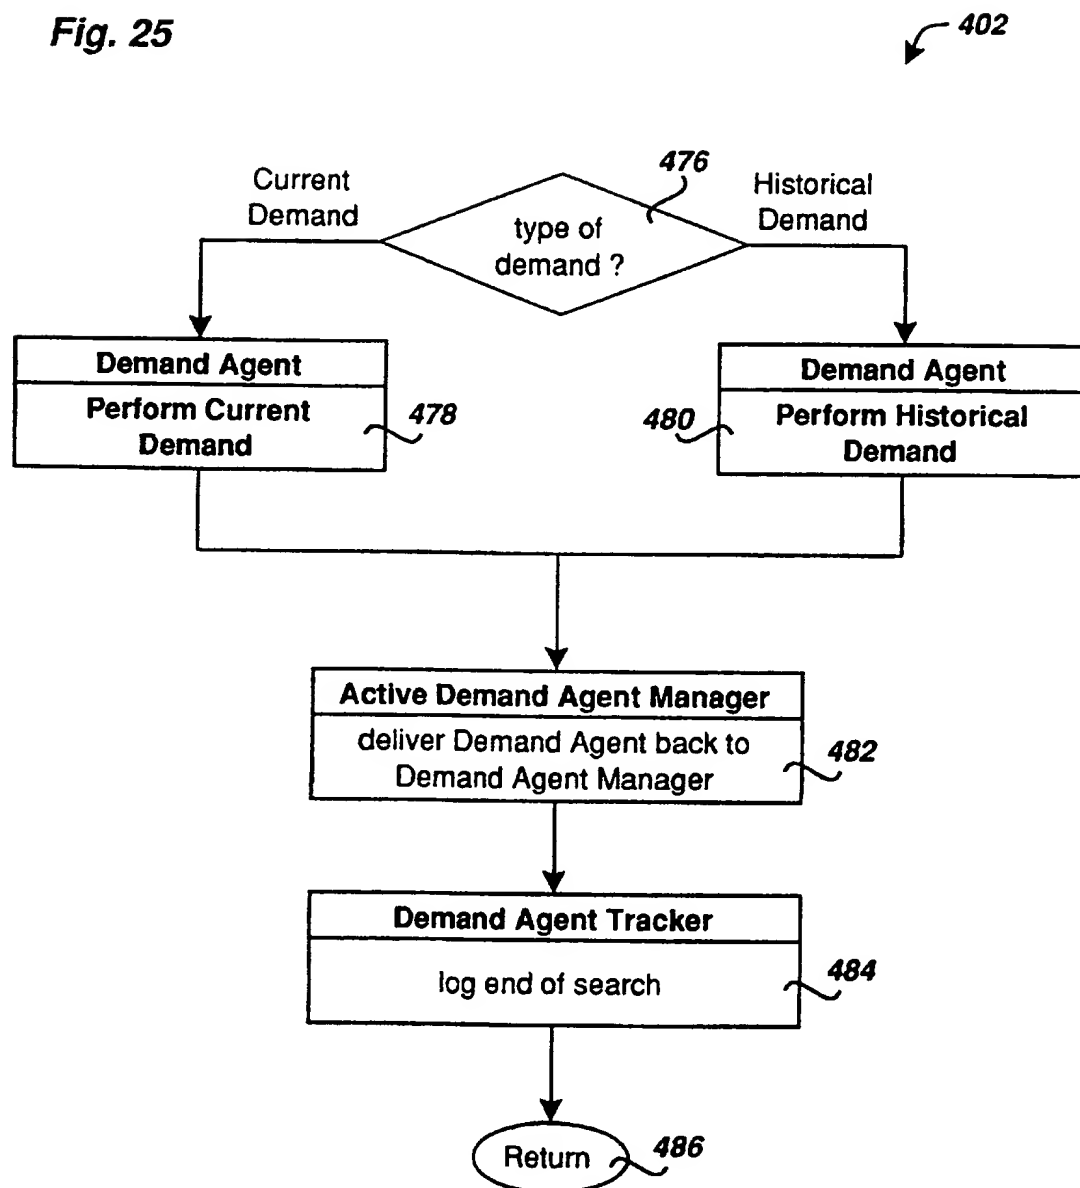 Fig. 25
402
476
Current
Demand
Historical
Demand
type of
demand ?
Demand Agent
Perform Current
Demand
478
Demand Agent
480
Perform Historical
Demand
Active Demand Agent Manager
deliver Demand Agent back to
Demand Agent Manager
482
Demand Agent Tracker
log end of search
484
Return
486